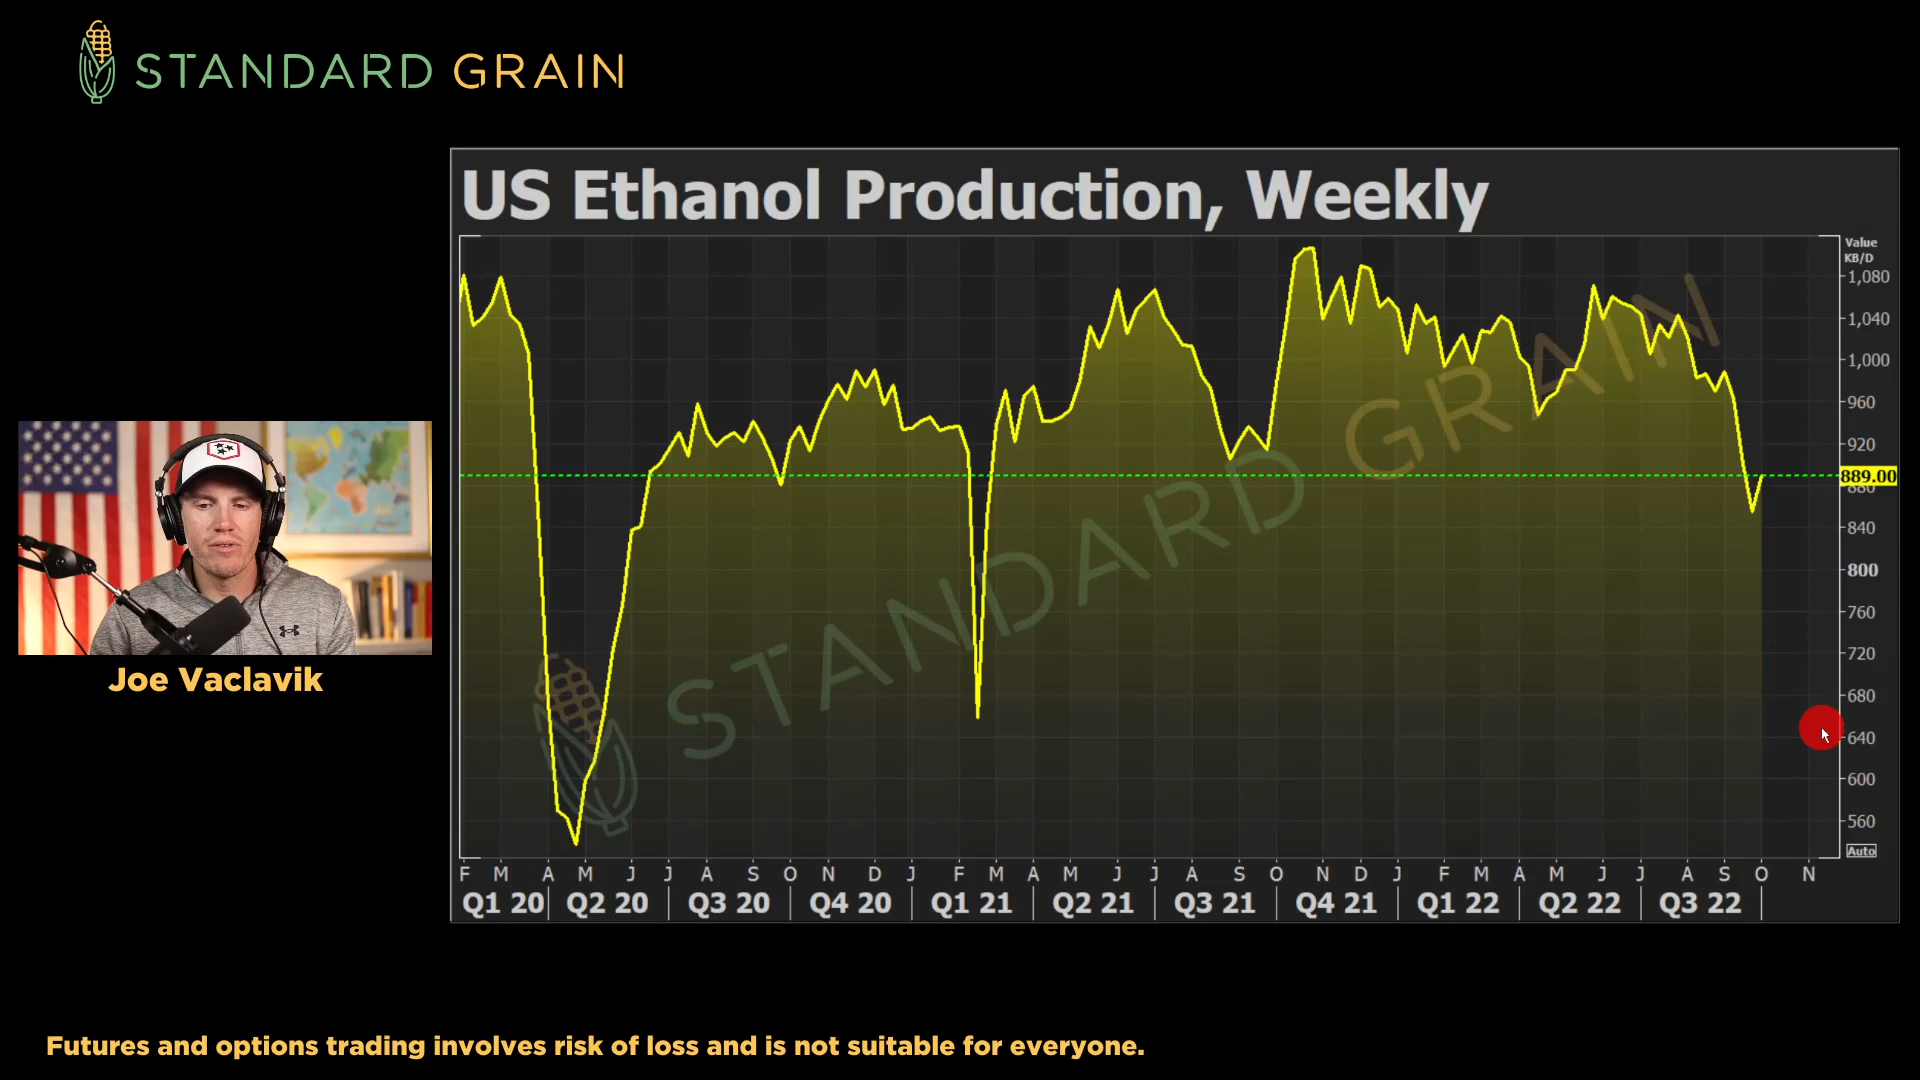 STANDARD GRAIN
US Ethanol Production, Weekly
Value
KB/D
1,080
1,040
1,000
960
920
889.00
880
840
800
760
720
680
640
600
560
Auto
STANDARD GRAIN
F M A M J J A S O N D J F M A M J J A S O N D J F M A M J J A S O N
Q1 20 Q2 20 Q3 20 Q4 20 Q1 21 Q2 21 Q3 21 Q4 21 Q1 22 Q2 22 Q3 22
Joe Vaclavik
Futures and options trading involves risk of loss and is not suitable for everyone.